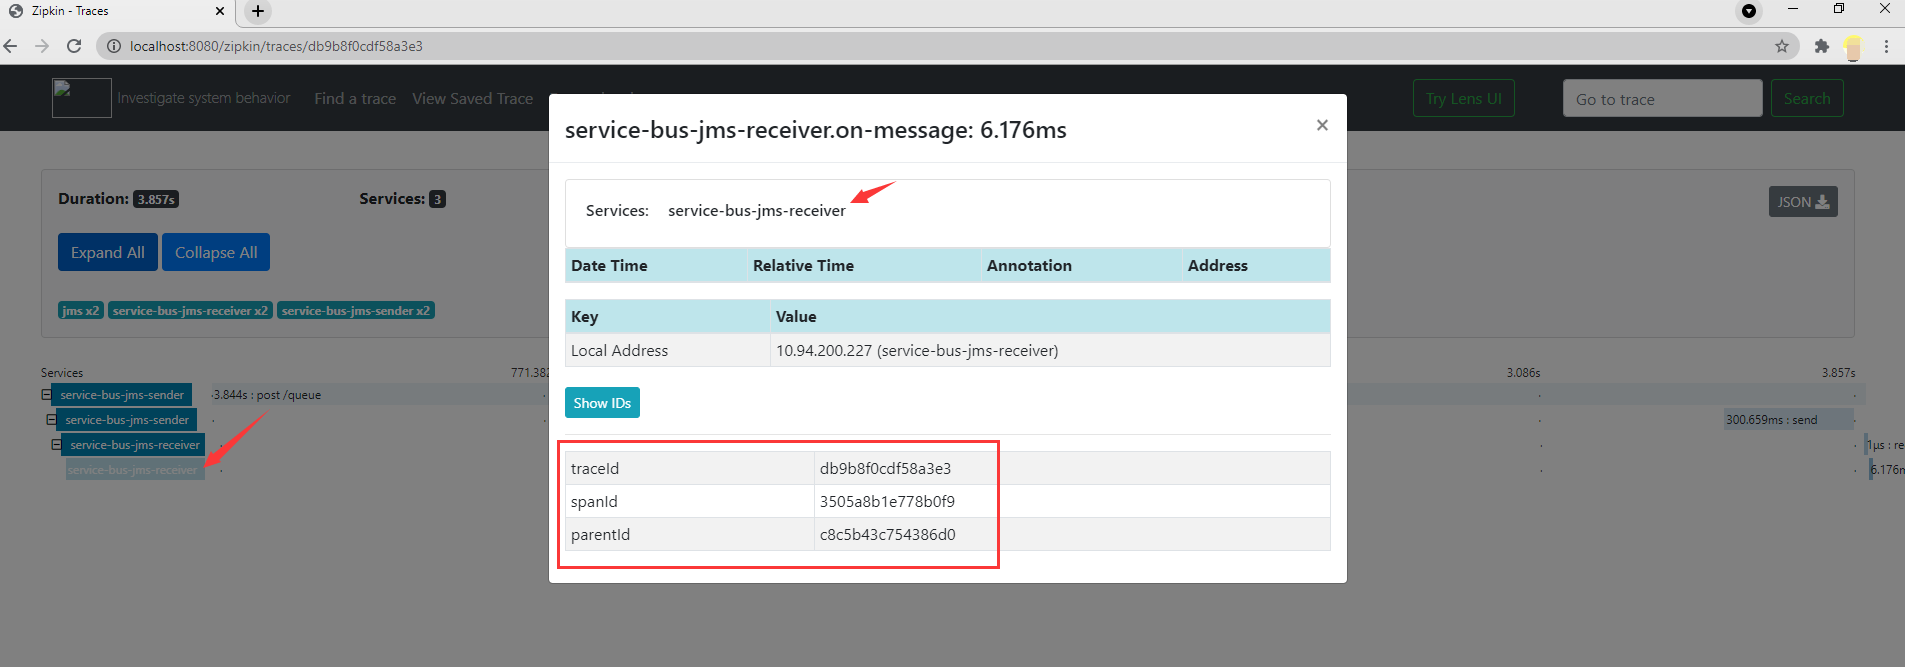 Zipkin - Traces
localhost:8080/zipkin/traces/db9b8f0cdf58a3e3
Investigate system behavior Find a trace View Saved Trace Try Lens UI Go to trace Search
service-bus-jms-receiver.on-message: 6.176ms
Services: service-bus-jms-receiver
Date Time Relative Time Annotation Address
Key Value
Local Address 10.94.200.227 (service-bus-jms-receiver)
Show IDs
traceId db9b8f0cdf58a3e3
spanId 3505a8b1e778b0f9
parentId c8c5b43c754386d0
Duration: 3.857s Services: 3 JSON
Expand All Collapse All
jms x2 service-bus-jms-receiver x2 service-bus-jms-sender x2
Services 771.382 3.086s 3.857s
service-bus-jms-sender 3.844s : post /queue
service-bus-jms-sender 300.659ms : send
service-bus-jms-receiver 1μs : re
service-bus-jms-receiver 6.176m